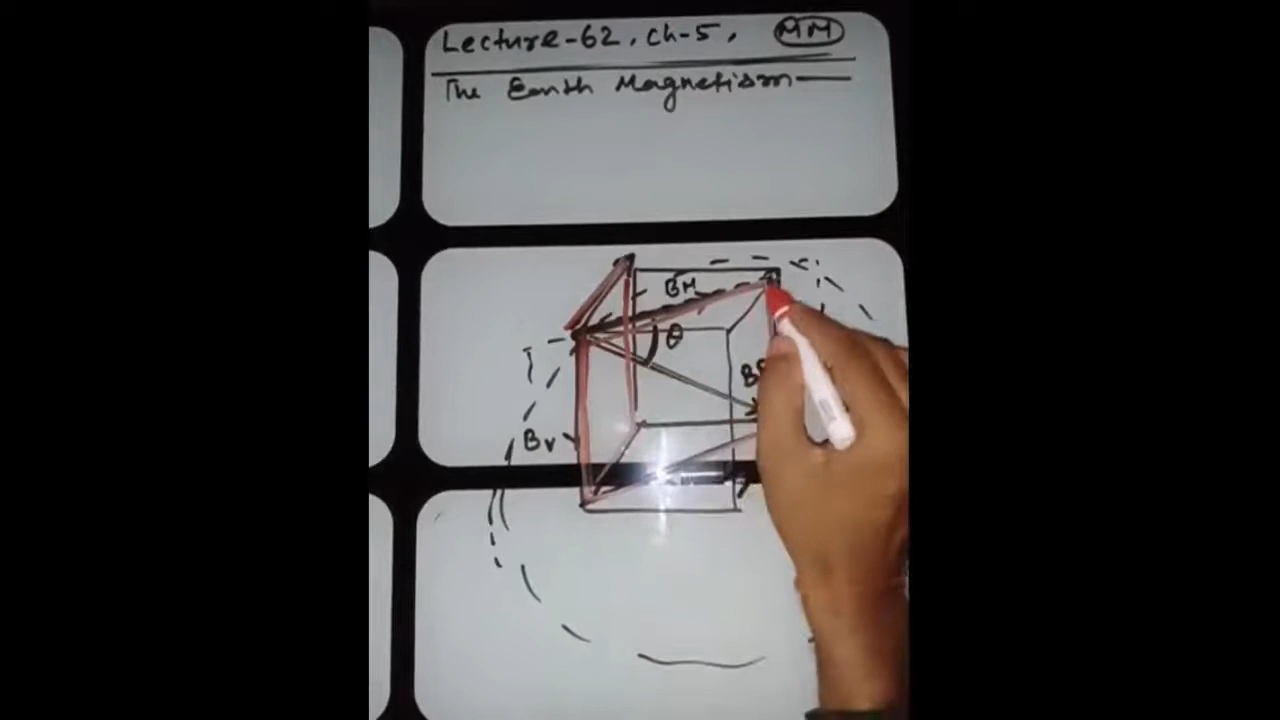 Lecture-62, Ch-5, MM
The Earth Magnetism
BH
θ
Bv